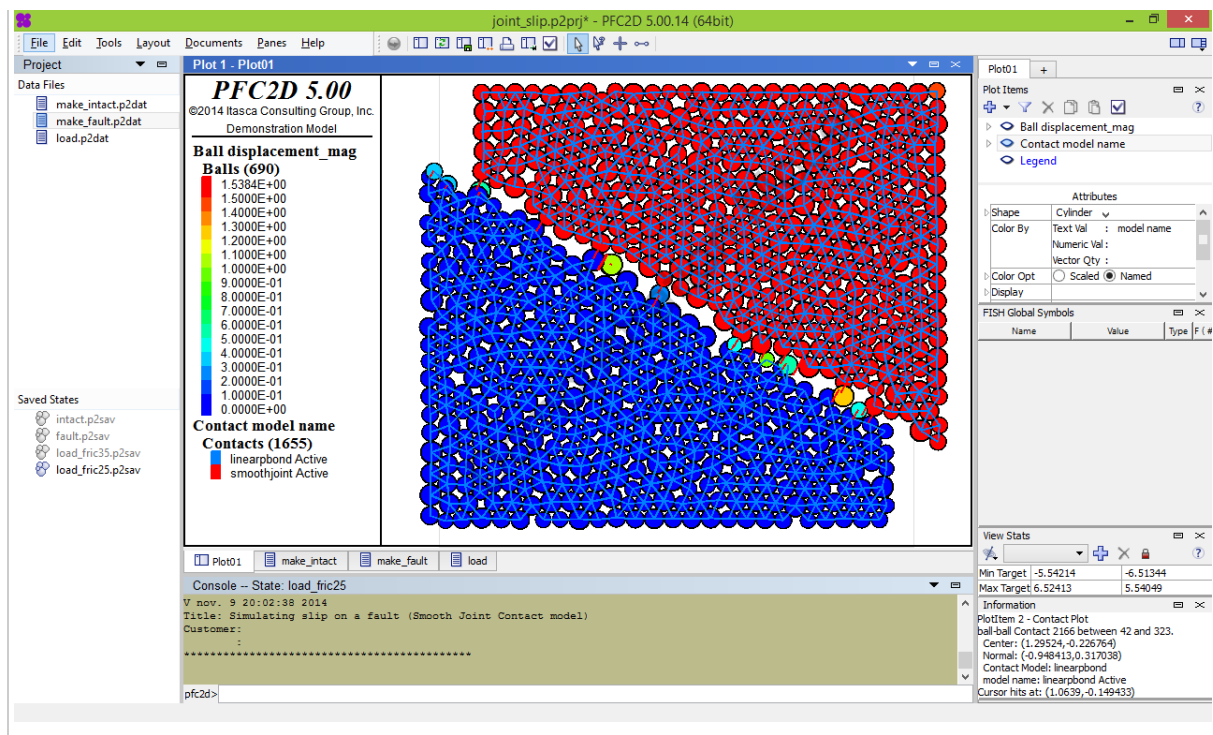 joint_slip.p2prj* - PFC2D 5.00.14 (64bit)
File Edit Tools Layout Documents Panes Help
Project
Data Files
make_intact.p2dat
make_fault.p2dat
load.p2dat
Saved States
intact.p2sav
fault.p2sav
load_fric35.p2sav
load_fric25.p2sav
Plot 1 - Plot01
PFC2D 5.00
©2014 Itasca Consulting Group, Inc.
Demonstration Model
Ball displacement_mag
Balls (690)
1.5384E+00
1.5000E+00
1.4000E+00
1.3000E+00
1.2000E+00
1.1000E+00
1.0000E+00
9.0000E-01
8.0000E-01
7.0000E-01
6.0000E-01
5.0000E-01
4.0000E-01
3.0000E-01
2.0000E-01
1.0000E-01
0.0000E+00
Contact model name
Contacts (1655)
linearpbond Active
smoothjoint Active
Plot01 make_intact make_fault load
Console -- State: load_fric25
V nov. 9 20:02:38 2014
Title: Simulating slip on a fault (Smooth Joint Contact model)
Customer:
:
*********************************************
pfc2d>
Plot01 +
Plot Items
Ball displacement_mag
Contact model name
Legend
Attributes
Shape Cylinder
Color By Text Val : model name
Numeric Val :
Vector Qty :
Color Opt Scaled Named
Display
FISH Global Symbols
Name Value Type F ( #
View Stats
Min Target -5.54214 -6.51344
Max Target 6.52413 5.54049
Information
PlotItem 2 - Contact Plot
ball-ball Contact 2166 between 42 and 323.
Center: (1.29524,-0.226764)
Normal: (-0.948413,0.317038)
Contact Model: linearpbond
model name: linearpbond Active
Cursor hits at: (1.0639,-0.149433)